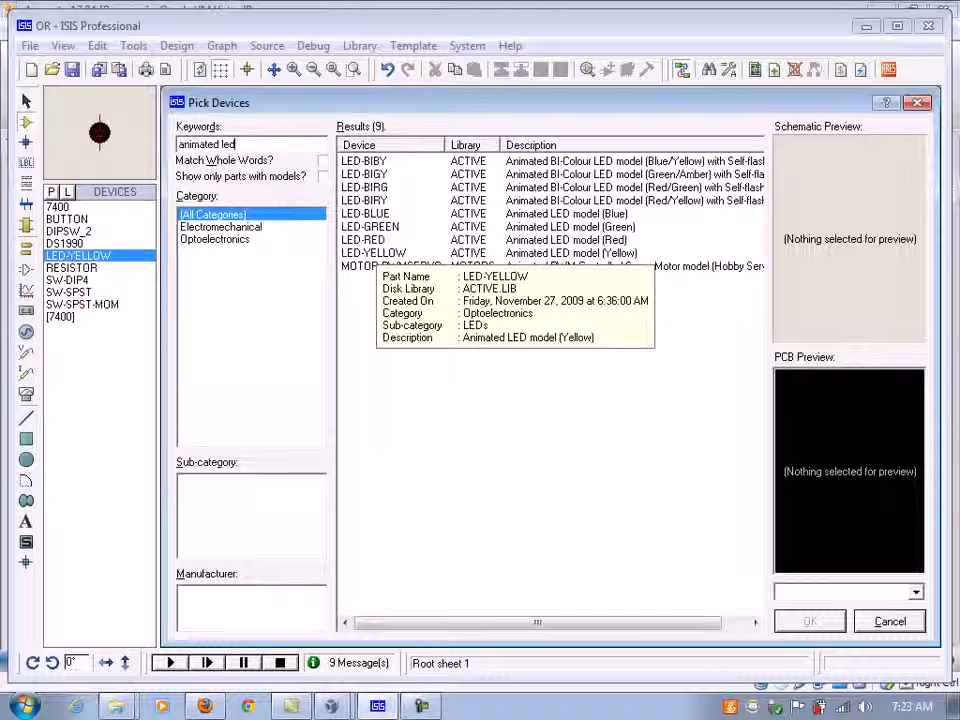 OR - ISIS Professional
File View Edit Tools Design Graph Source Debug Library Template System Help
Pick Devices
Keywords:
animated led
Match Whole Words?
Show only parts with models?
Category:
(All Categories)
Electromechanical
Optoelectronics
Sub-category:
Manufacturer:
Results (9):
Device Library Description
LED-BIBY ACTIVE Animated BI-Colour LED model (Blue/Yellow) with Self-flas
LED-BIGY ACTIVE Animated BI-Colour LED model (Green/Amber) with Self-fl
LED-BIRG ACTIVE Animated BI-Colour LED model (Red/Green) with Self-flas
LED-BIRY ACTIVE Animated BI-Colour LED model (Red/Yellow) with Self-flas
LED-BLUE ACTIVE Animated LED model (Blue)
LED-GREEN ACTIVE Animated LED model (Green)
LED-RED ACTIVE Animated LED model (Red)
LED-YELLOW ACTIVE Animated LED model (Yellow)
Motor model (Hobby Ser
Part Name : LED-YELLOW
Disk Library : ACTIVE.LIB
Created On : Friday, November 27, 2009 at 6:36:00 AM
Category : Optoelectronics
Sub-category : LEDs
Description : Animated LED model (Yellow)
Schematic Preview:
(Nothing selected for preview)
PCB Preview:
(Nothing selected for preview)
OK Cancel
P L DEVICES
7400
BUTTON
DIPSW_2
DS1990
LED-YELLOW
RESISTOR
SW-DIP4
SW-SPST
SW-SPST-MOM
[7400]
LBL
A
S
ARES
0°
9 Message(s)
Root sheet 1
7:23 AM